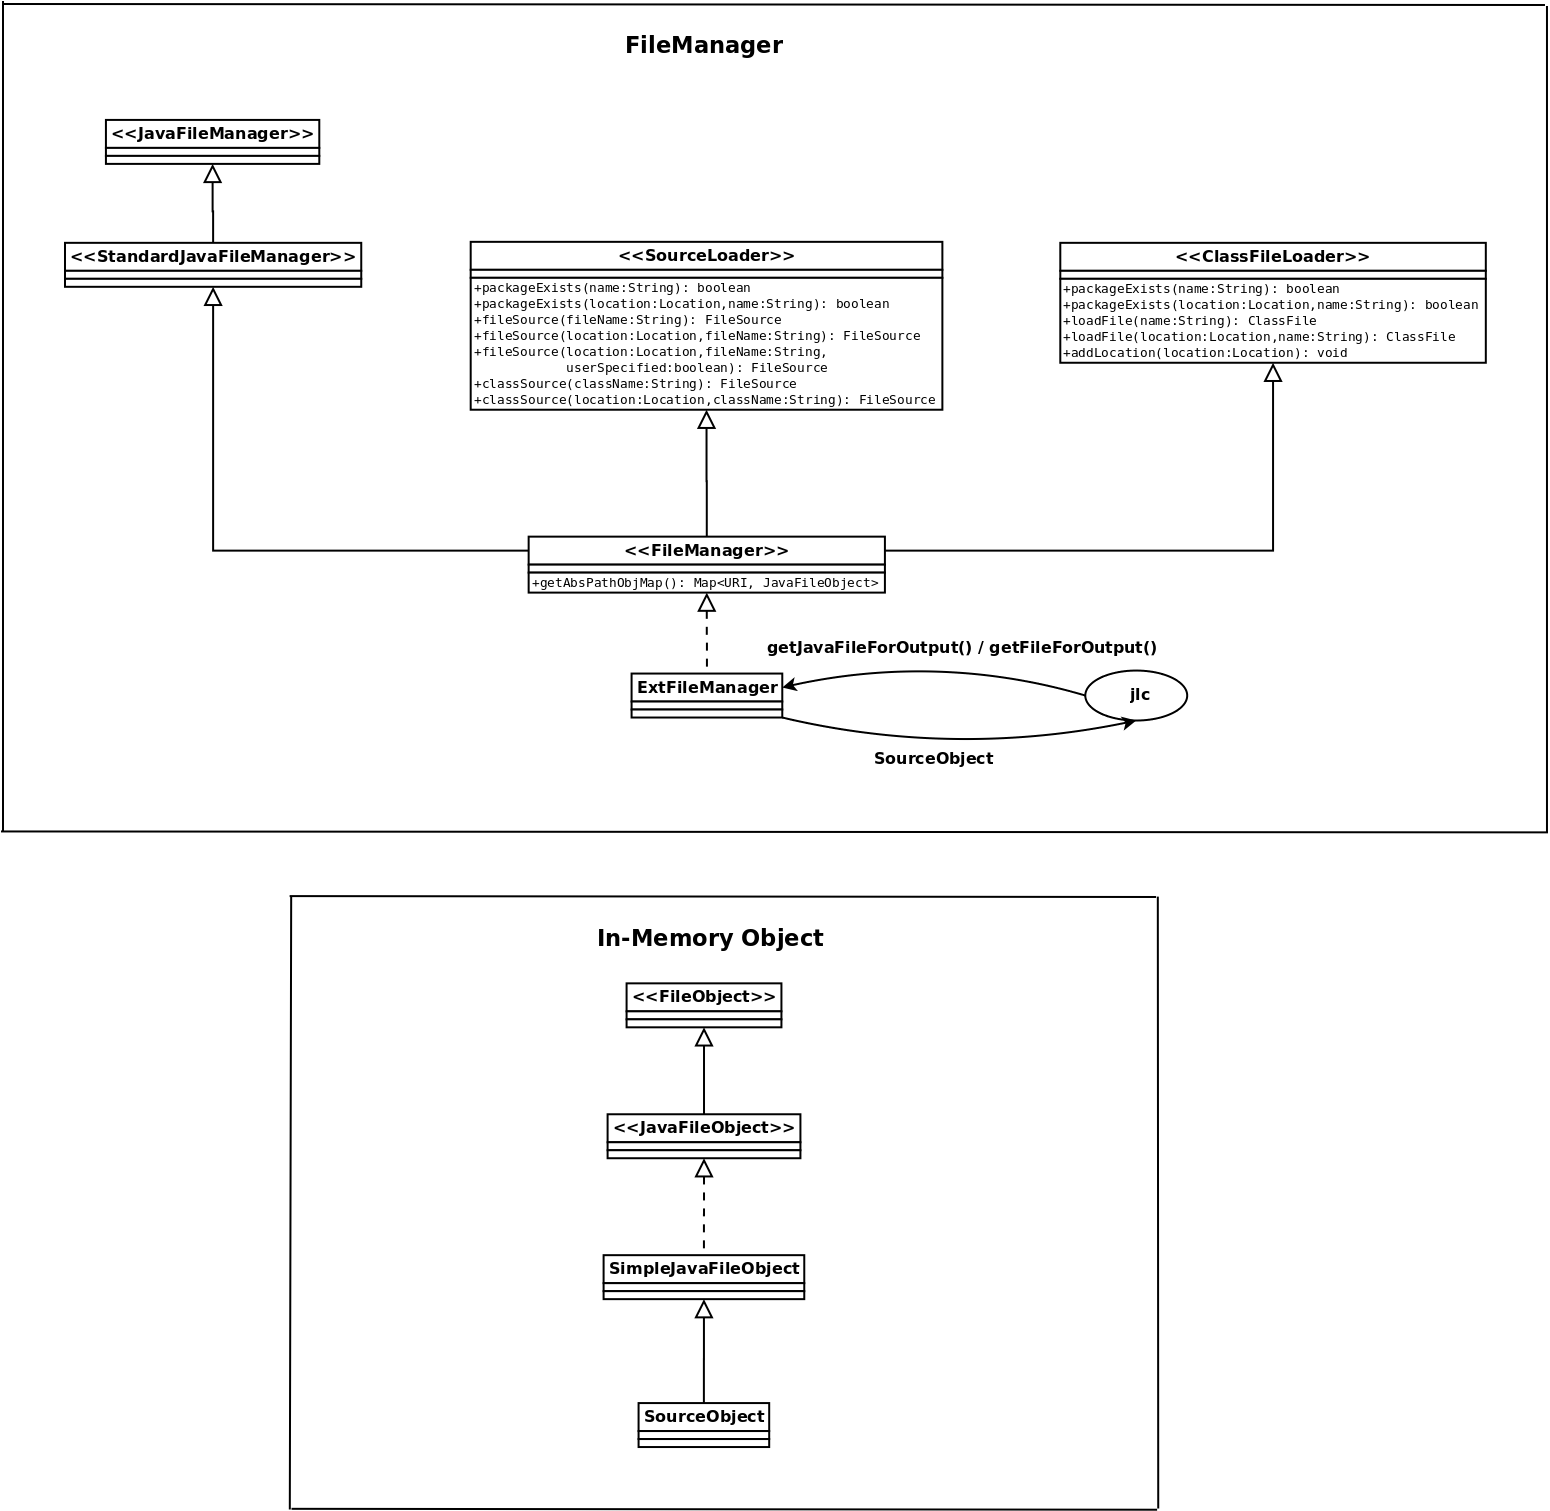 FileManager
<<JavaFileManager>>
<<StandardJavaFileManager>>
<<SourceLoader>>
+packageExists(name:String): boolean
+packageExists(location:Location,name:String): boolean
+fileSource(fileName:String): FileSource
+fileSource(location:Location,fileName:String): FileSource
+fileSource(location:Location,fileName:String,
userSpecified:boolean): FileSource
+classSource(className:String): FileSource
+classSource(location:Location,className:String): FileSource
<<ClassFileLoader>>
+packageExists(name:String): boolean
+packageExists(location:Location,name:String): boolean
+loadFile(name:String): ClassFile
+loadFile(location:Location,name:String): ClassFile
+addLocation(location:Location): void
<<FileManager>>
+getAbsPathObjMap(): Map<URI, JavaFileObject>
getJavaFileForOutput() / getFileForOutput()
ExtFileManager
jlc
SourceObject
In-Memory Object
<<FileObject>>
<<JavaFileObject>>
SimpleJavaFileObject
SourceObject